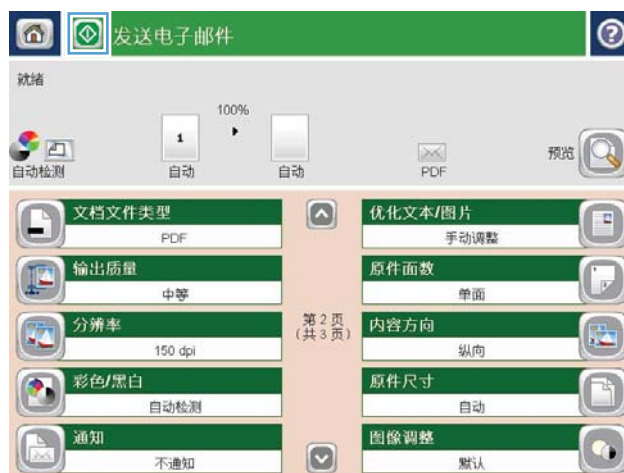 发送电子邮件
就绪
100%
1
自动检测
自动
自动
PDF
预览
文档文件类型
PDF
输出质量
中等
分辨率
150 dpi
彩色/黑白
自动检测
通知
不通知
第 2 页
(共 3 页)
优化文本/图片
手动调整
原件面数
单面
内容方向
纵向
原件尺寸
自动
图像调整
默认